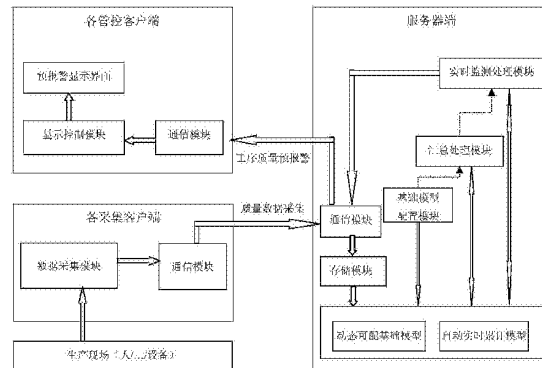 各管控客户端
预报警显示界面
显示控制模块
通信模块
服务器端
实时监测处理模块
处理模块
基础模型
配置模块
工序质量预报警
质量数据采集
通信模块
存储模块
动态可配基础模型
自动实时累计模型
各采集客户端
数据采集模块
通信模块
生产现场（人/.../设备）